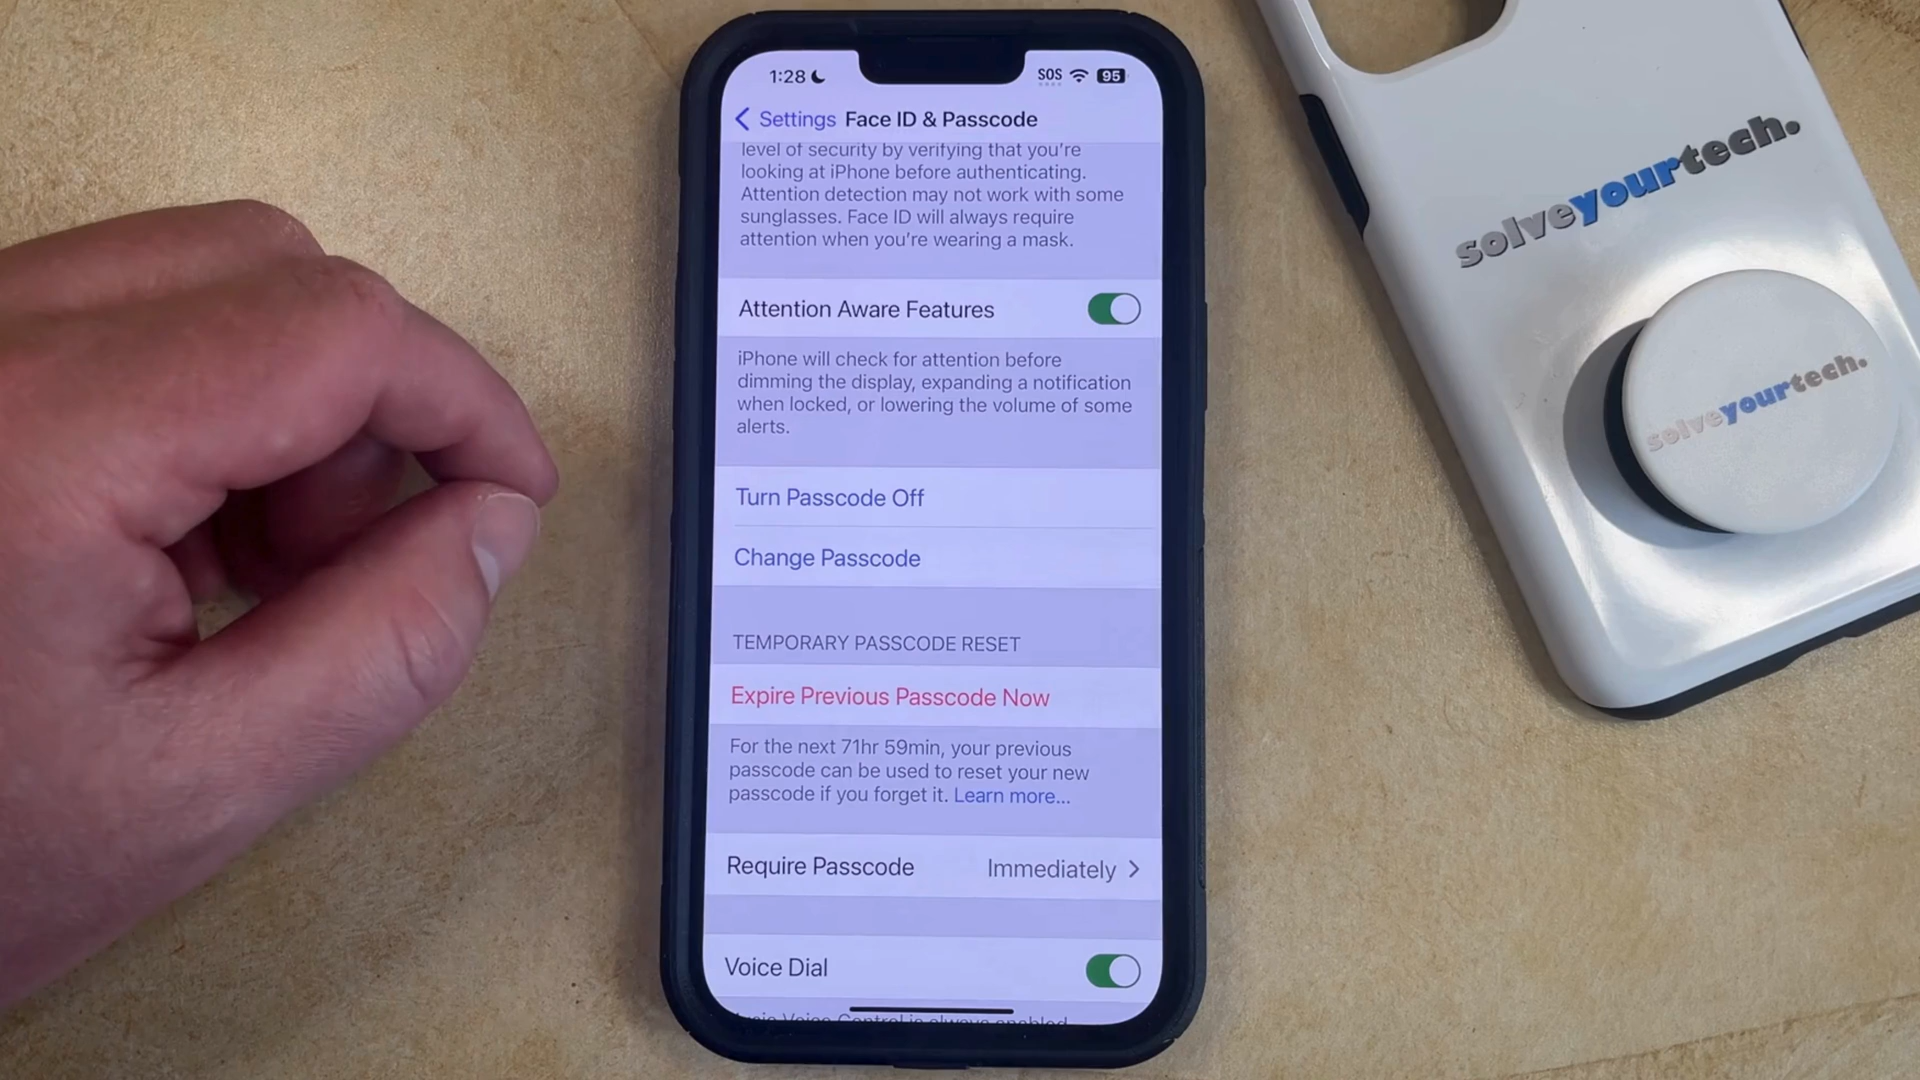 1:28
SOS
95
Settings Face ID & Passcode
level of security by verifying that you're
looking at iPhone before authenticating.
Attention detection may not work with some
sunglasses. Face ID will always require
attention when you're wearing a mask.
Attention Aware Features
iPhone will check for attention before
dimming the display, expanding a notification
when locked, or lowering the volume of some
alerts.
Turn Passcode Off
Change Passcode
TEMPORARY PASSCODE RESET
Expire Previous Passcode Now
For the next 71hr 59min, your previous
passcode can be used to reset your new
passcode if you forget it. Learn more...
Require Passcode Immediately
Voice Dial
Voice Control is always enabled
solveyourtech.
solveyourtech.